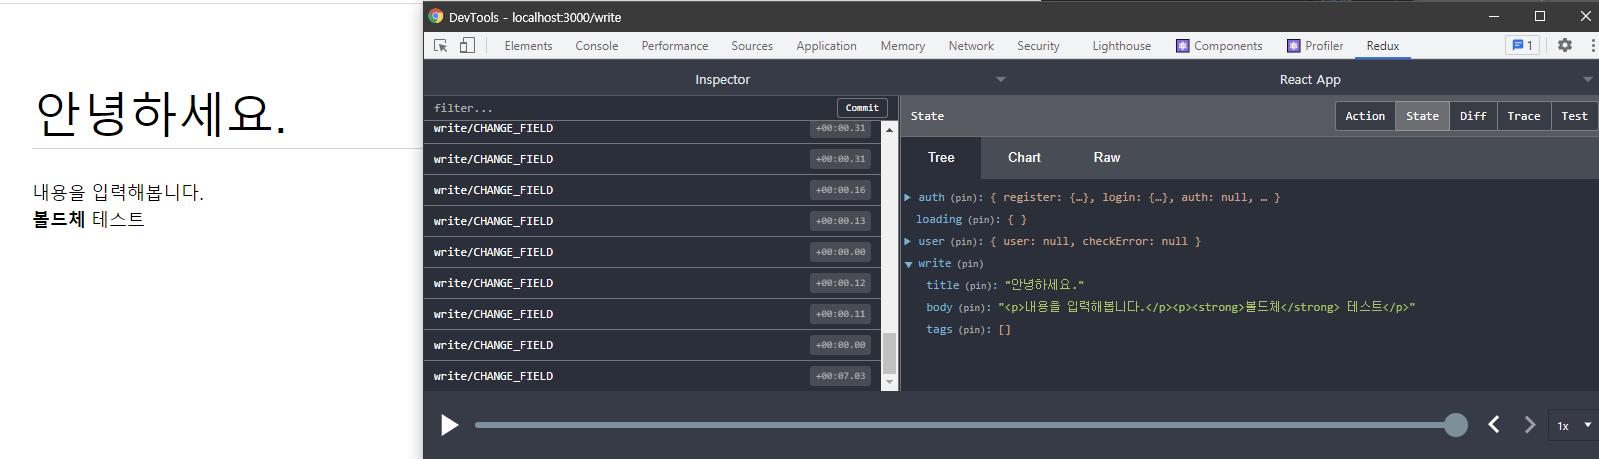 DevTools - localhost:3000/write
Elements Console Performance Sources Application Memory Network Security Lighthouse Components Profiler Redux 1
Inspector React App
안녕하세요.
내용을 입력해봅니다.
볼드체 테스트
filter... Commit
write/CHANGE_FIELD +00:00.31
write/CHANGE_FIELD +00:00.31
write/CHANGE_FIELD +00:00.16
write/CHANGE_FIELD +00:00.13
write/CHANGE_FIELD +00:00.00
write/CHANGE_FIELD +00:00.12
write/CHANGE_FIELD +00:00.11
write/CHANGE_FIELD +00:00.00
write/CHANGE_FIELD +00:07.03
State Action State Diff Trace Test
Tree Chart Raw
auth (pin): { register: {…}, login: {…}, auth: null, … }
loading (pin): { }
user (pin): { user: null, checkError: null }
write (pin)
title (pin): "안녕하세요."
body (pin): "<p>내용을 입력해봅니다.</p><p><strong>볼드체</strong> 테스트</p>"
tags (pin): []
1x